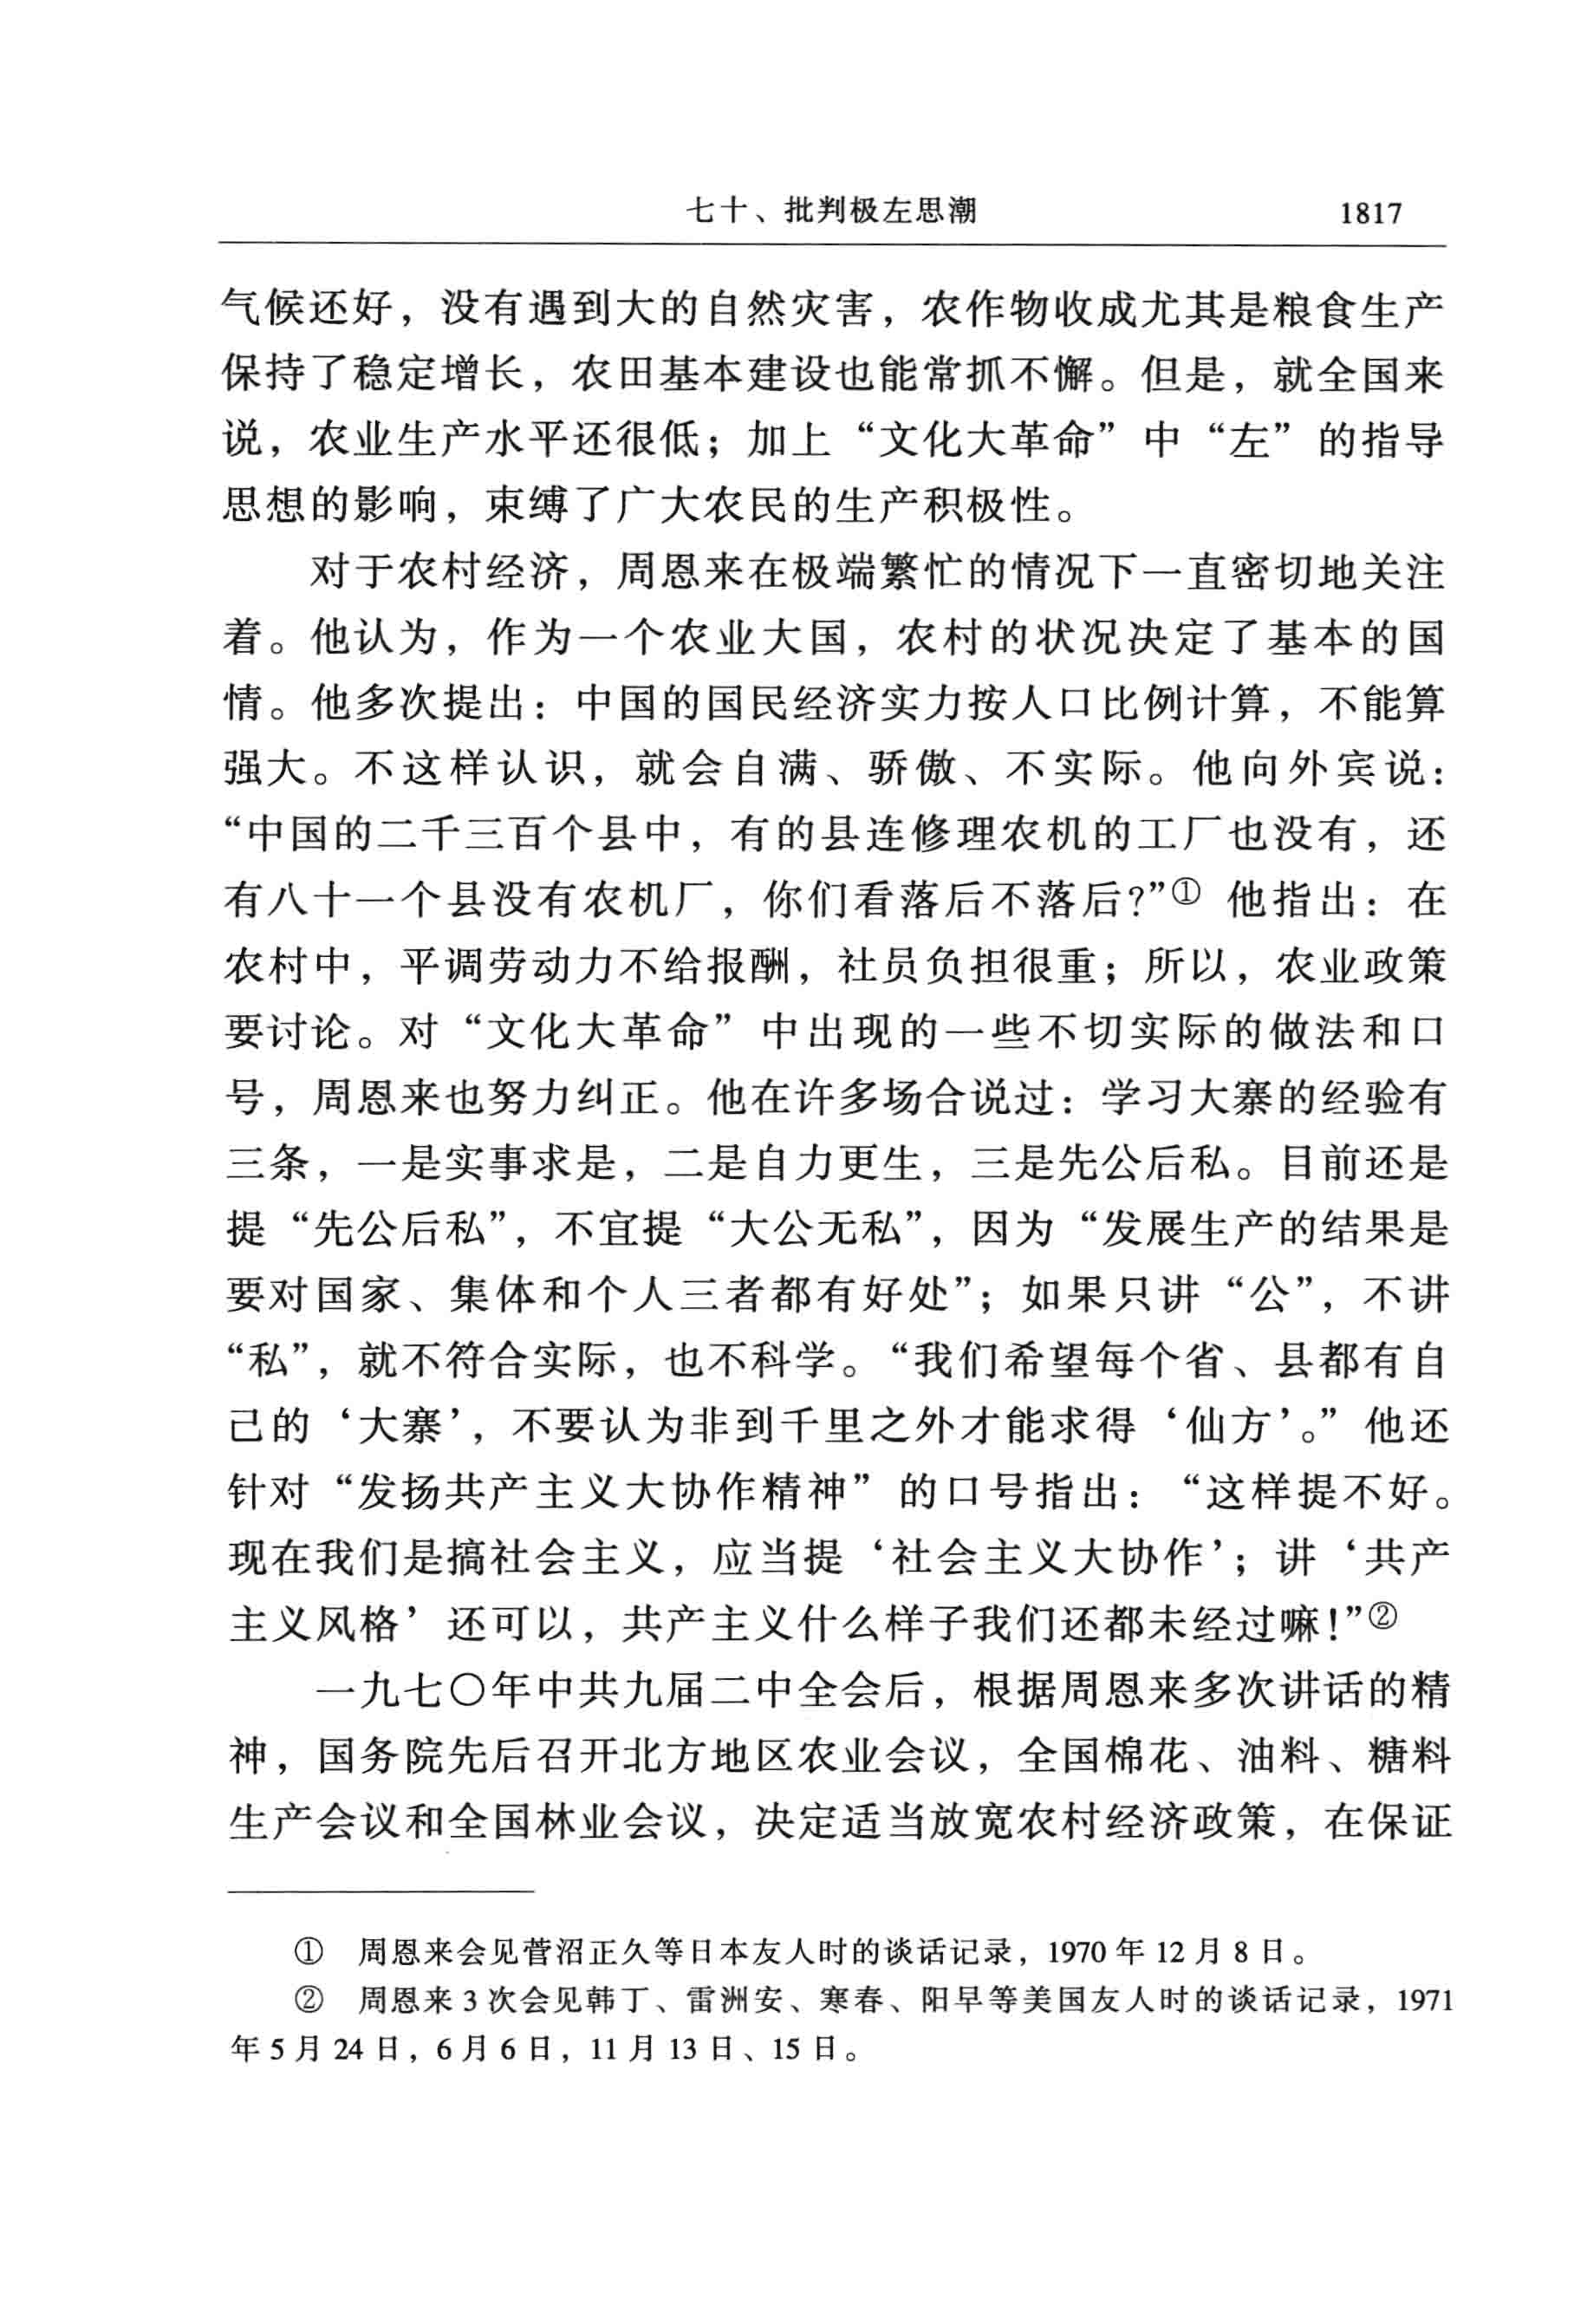 七十、批判极左思潮 1817
气候还好，没有遇到大的自然灾害，农作物收成尤其是粮食生产
保持了稳定增长，农田基本建设也能常抓不懈。但是，就全国来
说，农业生产水平还很低；加上“文化大革命”中“左”的指导
思想的影响，束缚了广大农民的生产积极性。
对于农村经济，周恩来在极端繁忙的情况下一直密切地关注
着。他认为，作为一个农业大国，农村的状况决定了基本的国
情。他多次提出：中国的国民经济实力按人口比例计算，不能算
强大。不这样认识，就会自满、骄傲、不实际。他向外宾说：
“中国的二千三百个县中，有的县连修理农机的工厂也没有，还
有八十一个县没有农机厂，你们看落后不落后?”① 他指出：在
农村中，平调劳动力不给报酬，社员负担很重；所以，农业政策
要讨论。对“文化大革命”中出现的一些不切实际的做法和口
号，周恩来也努力纠正。他在许多场合说过：学习大寨的经验有
三条，一是实事求是，二是自力更生，三是先公后私。目前还是
提“先公后私”，不宜提“大公无私”，因为“发展生产的结果是
要对国家、集体和个人三者都有好处”；如果只讲“公”，不讲
“私”，就不符合实际，也不科学。“我们希望每个省、县都有自
己的‘大寨’，不要认为非到千里之外才能求得‘仙方’。”他还
针对“发扬共产主义大协作精神”的口号指出：“这样提不好。
现在我们是搞社会主义，应当提‘社会主义大协作’；讲‘共产
主义风格’还可以，共产主义什么样子我们还都未经过嘛！”②
一九七〇年中共九届二中全会后，根据周恩来多次讲话的精
神，国务院先后召开北方地区农业会议，全国棉花、油料、糖料
生产会议和全国林业会议，决定适当放宽农村经济政策，在保证
① 周恩来会见菅沼正久等日本友人时的谈话记录，1970 年 12 月 8 日。
② 周恩来 3 次会见韩丁、雷洲安、寒春、阳早等美国友人时的谈话记录，1971
年 5 月 24 日，6 月 6 日，11 月 13 日、15 日。